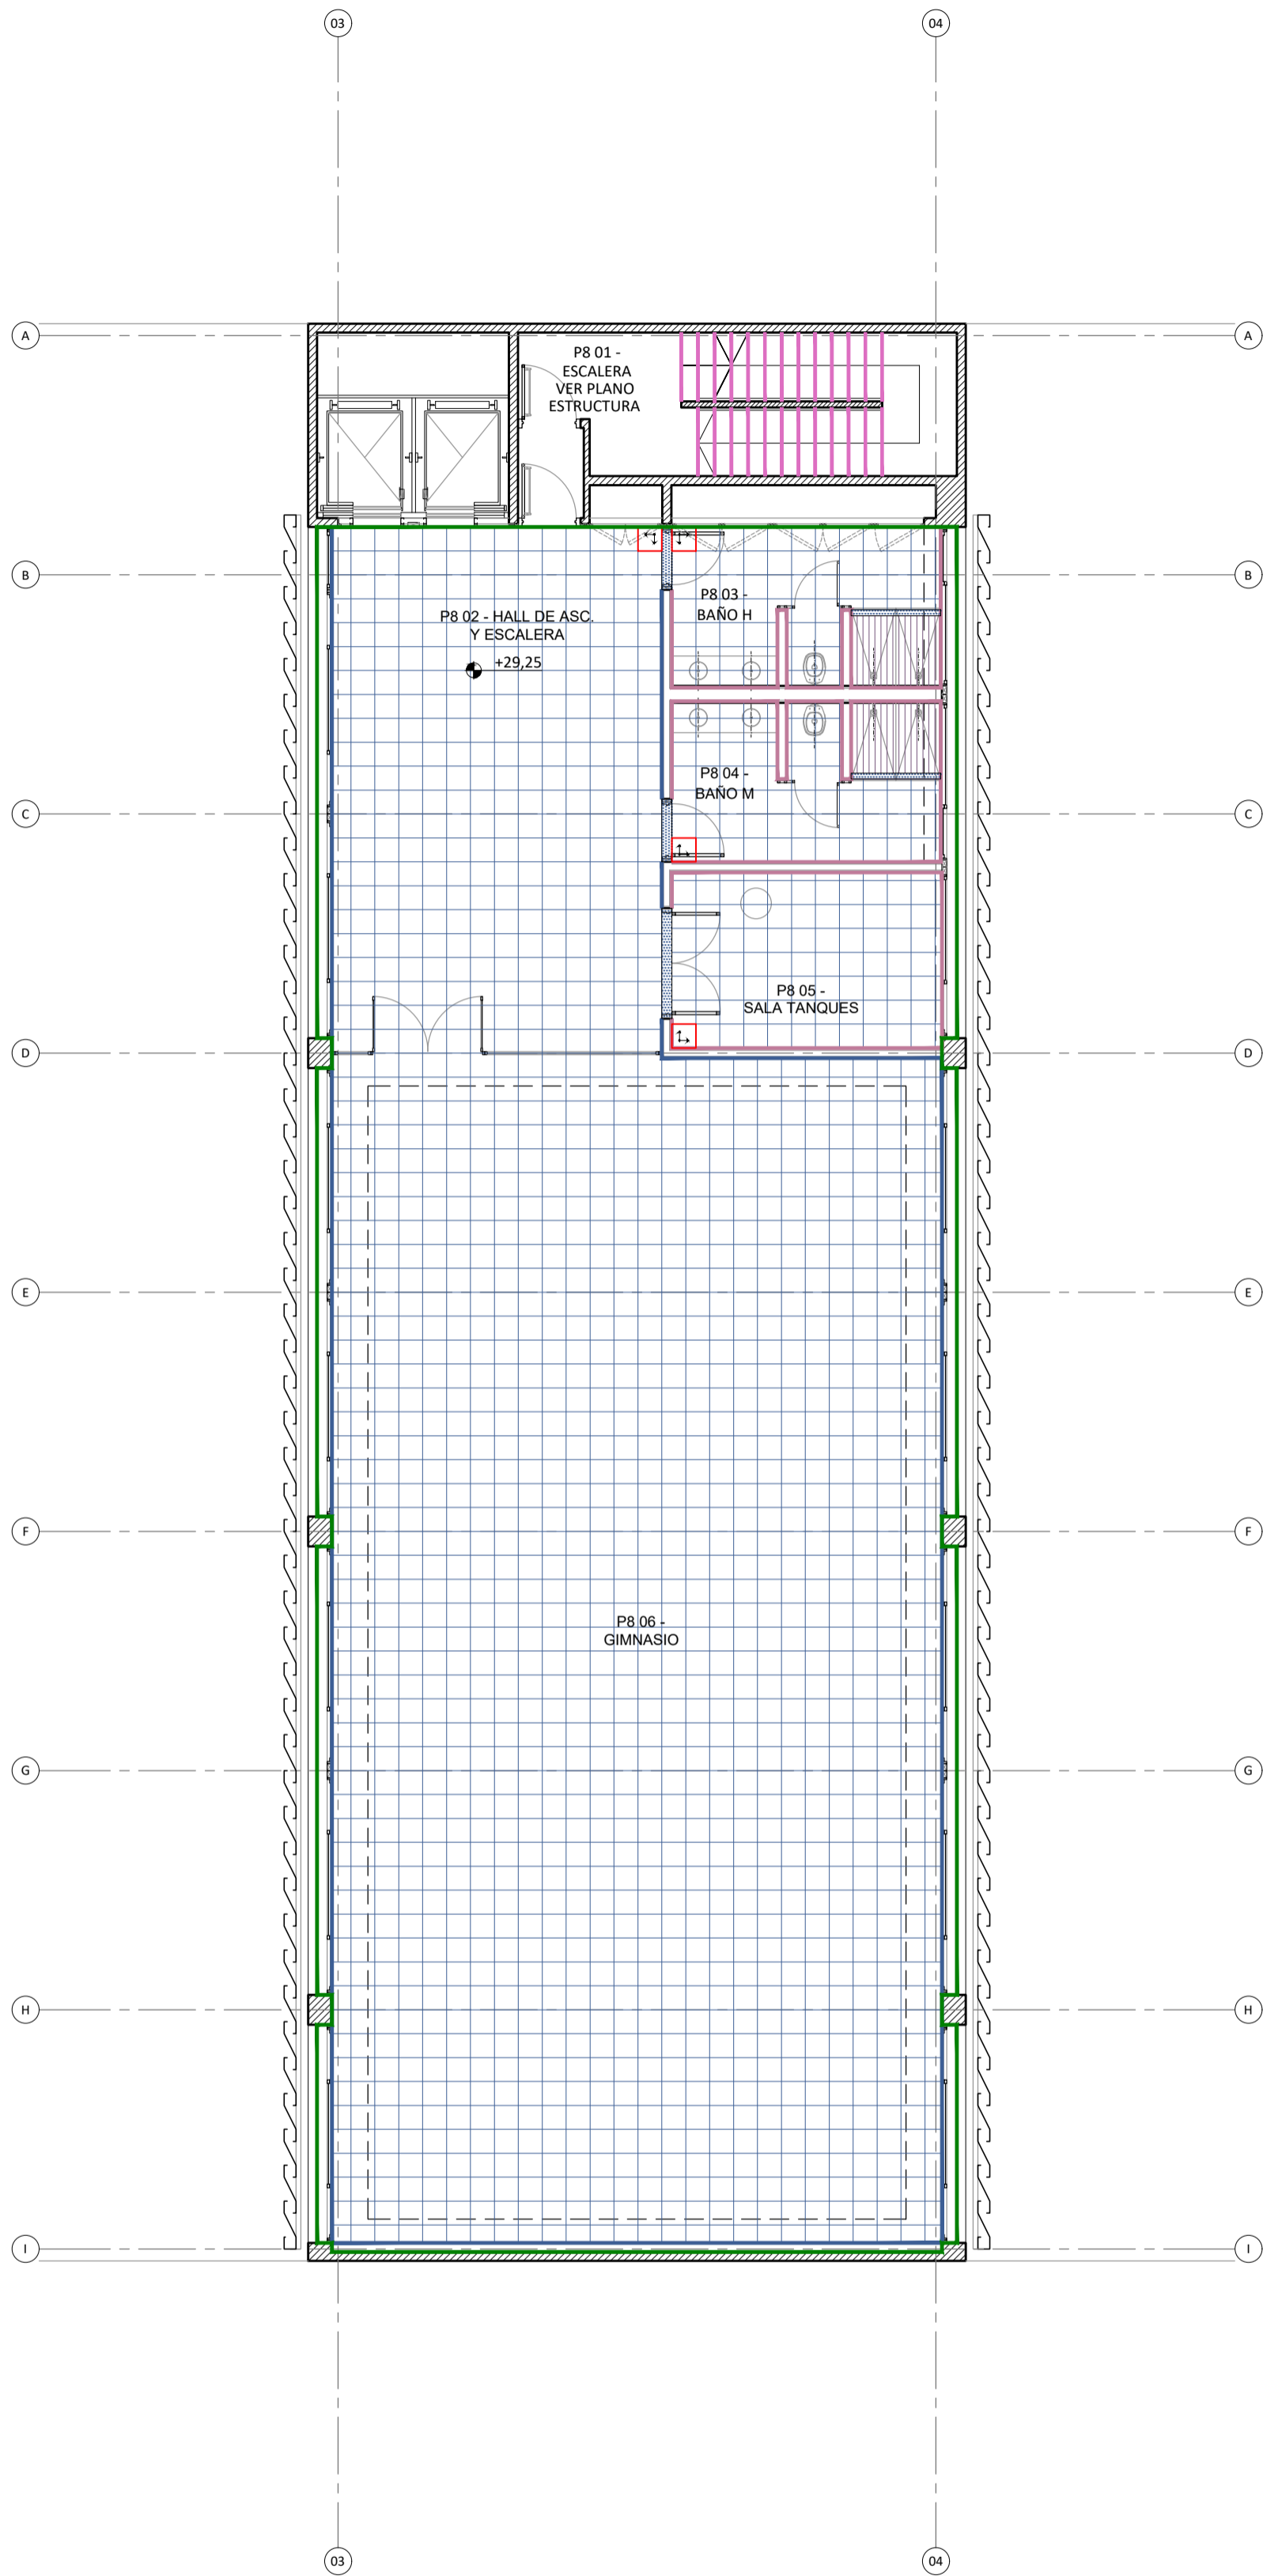 03
04
A
A
P8 01 -
ESCALERA
VER PLANO
ESTRUCTURA
B
B
P8 03 -
BAÑO H
P8 02 - HALL DE ASC.
Y ESCALERA
+29,25
P8 04 -
BAÑO M
C
C
P8 05 -
SALA TANQUES
D
D
E
E
F
F
P8 06 -
GIMNASIO
G
G
H
H
I
I
03
04